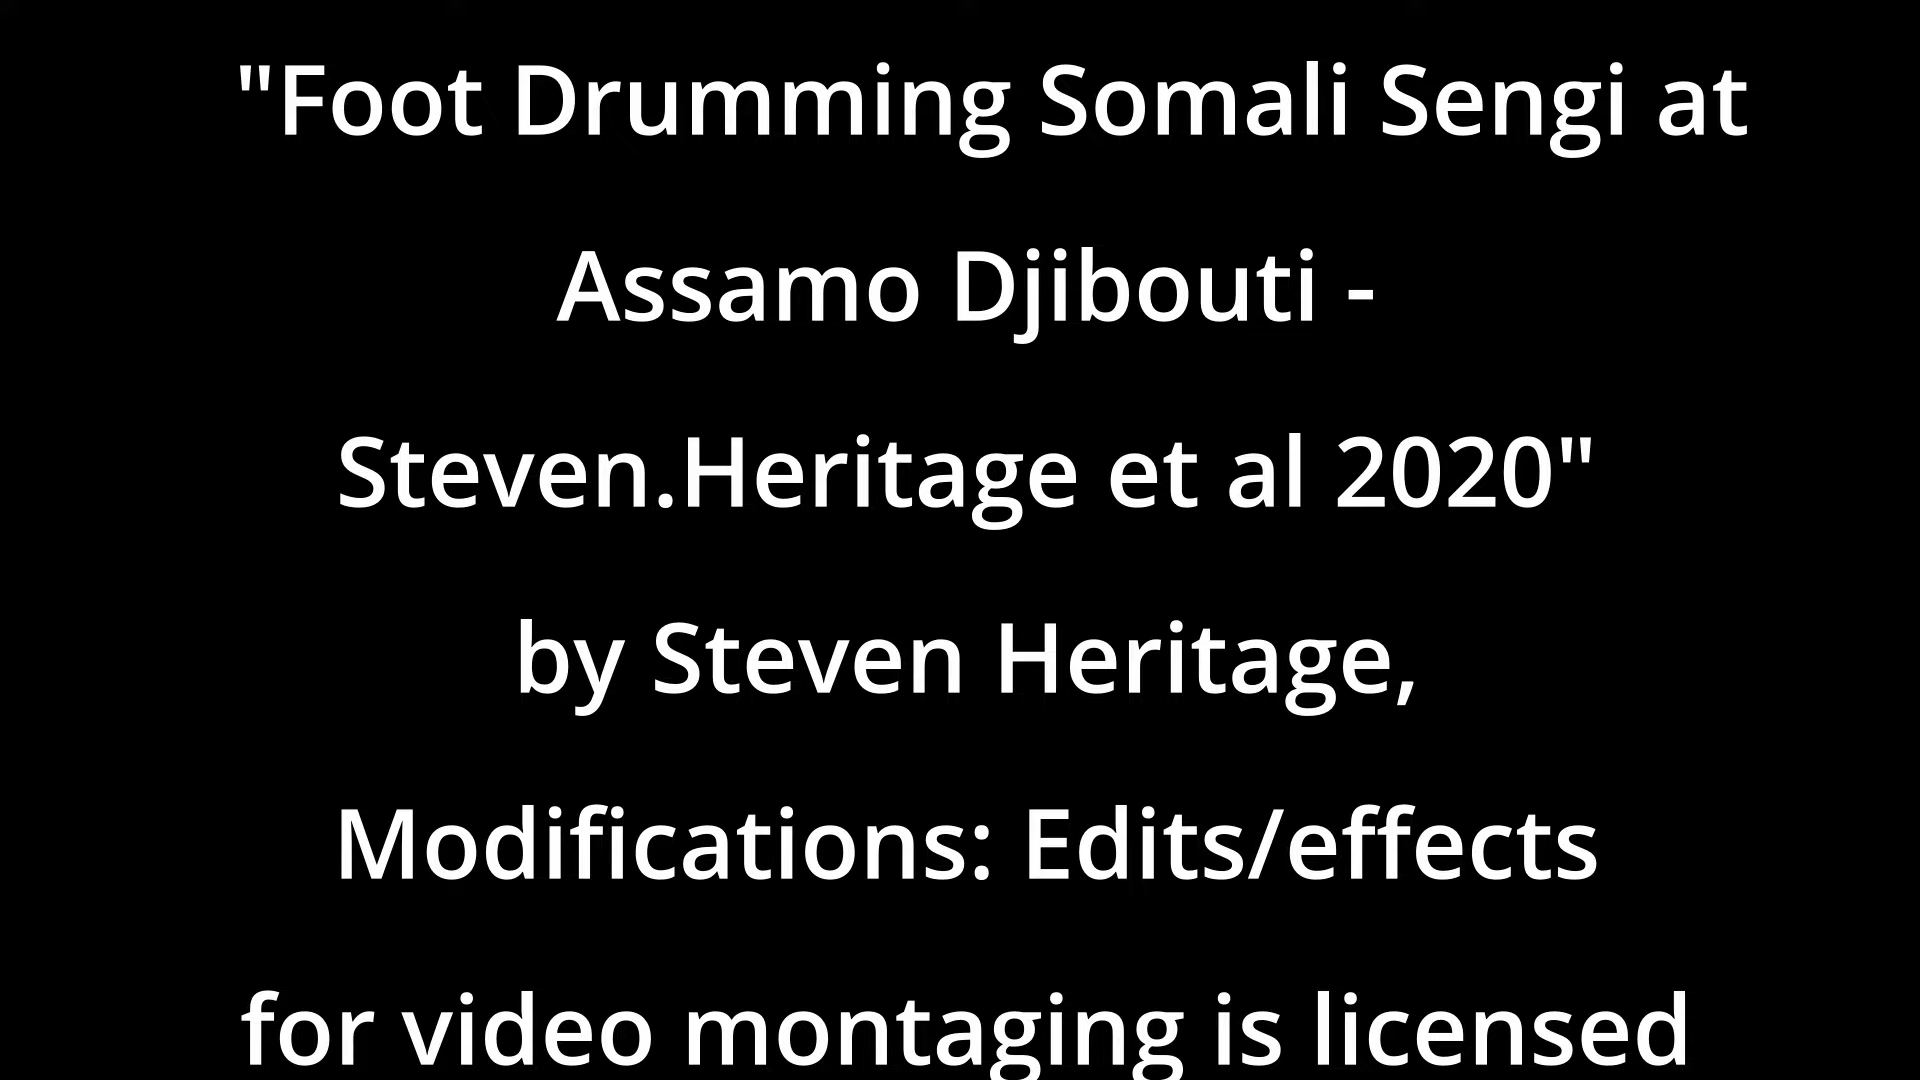 "Foot Drumming Somali Sengi at
Assamo Djibouti -
Steven.Heritage et al 2020"
by Steven Heritage,
Modifications: Edits/effects
for video montaging is licensed